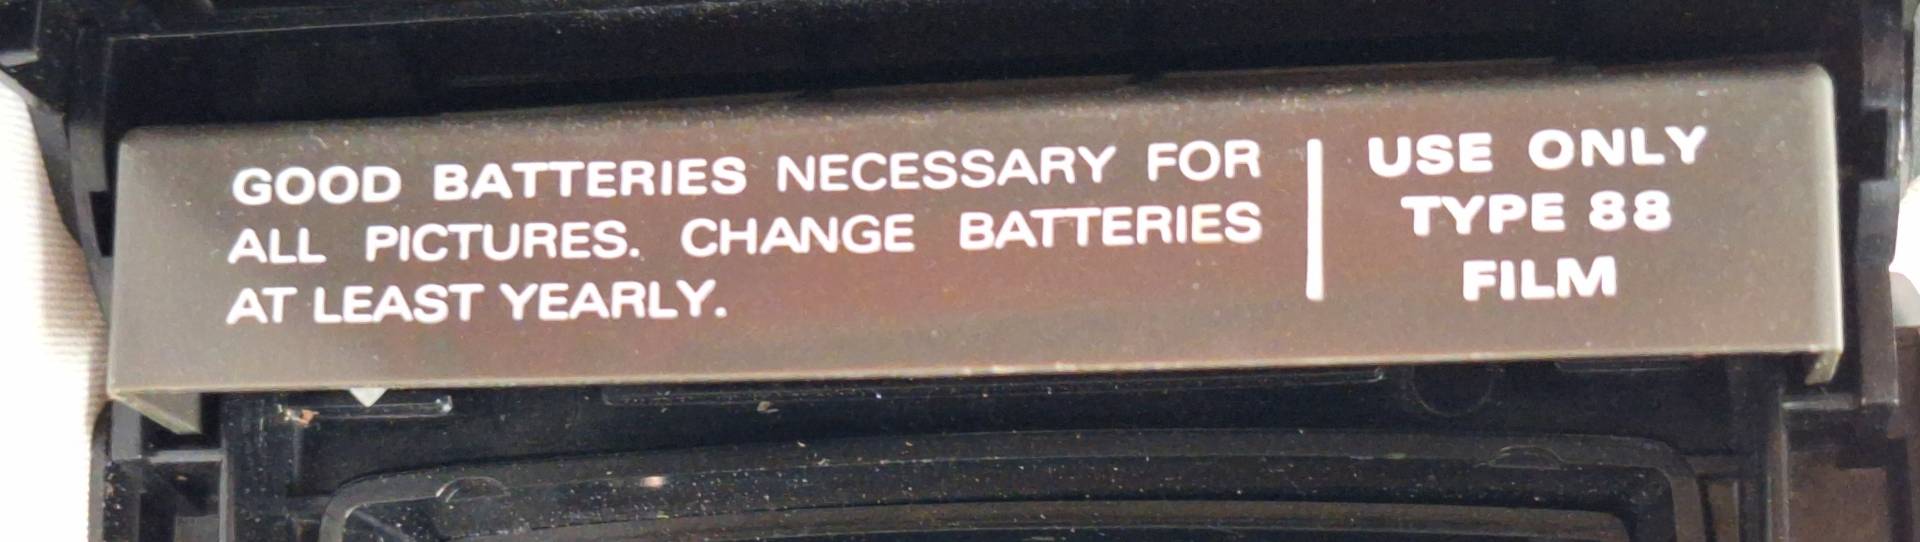 GOOD BATTERIES NECESSARY FOR
ALL PICTURES. CHANGE BATTERIES
AT LEAST YEARLY.
USE ONLY
TYPE 88
FILM